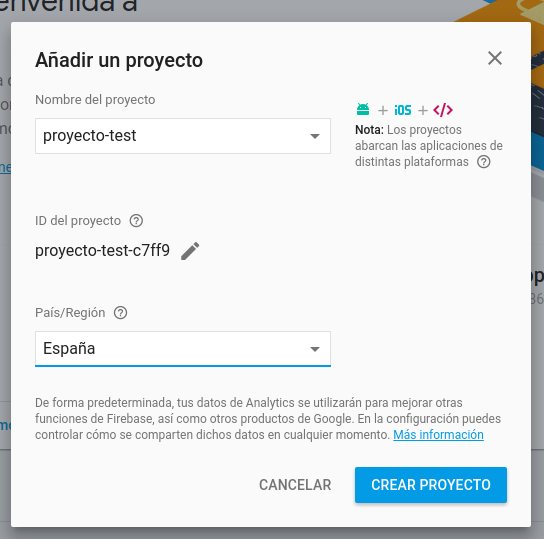 envenida a
Añadir un proyecto
Nombre del proyecto
proyecto-test
+ iOS + </>
Nota: Los proyectos
abarcan las aplicaciones de
distintas plataformas
ID del proyecto
proyecto-test-c7ff9
País/Región
España
De forma predeterminada, tus datos de Analytics se utilizarán para mejorar otras
funciones de Firebase, así como otros productos de Google. En la configuración puedes
controlar cómo se comparten dichos datos en cualquier momento. Más información
CANCELAR
CREAR PROYECTO